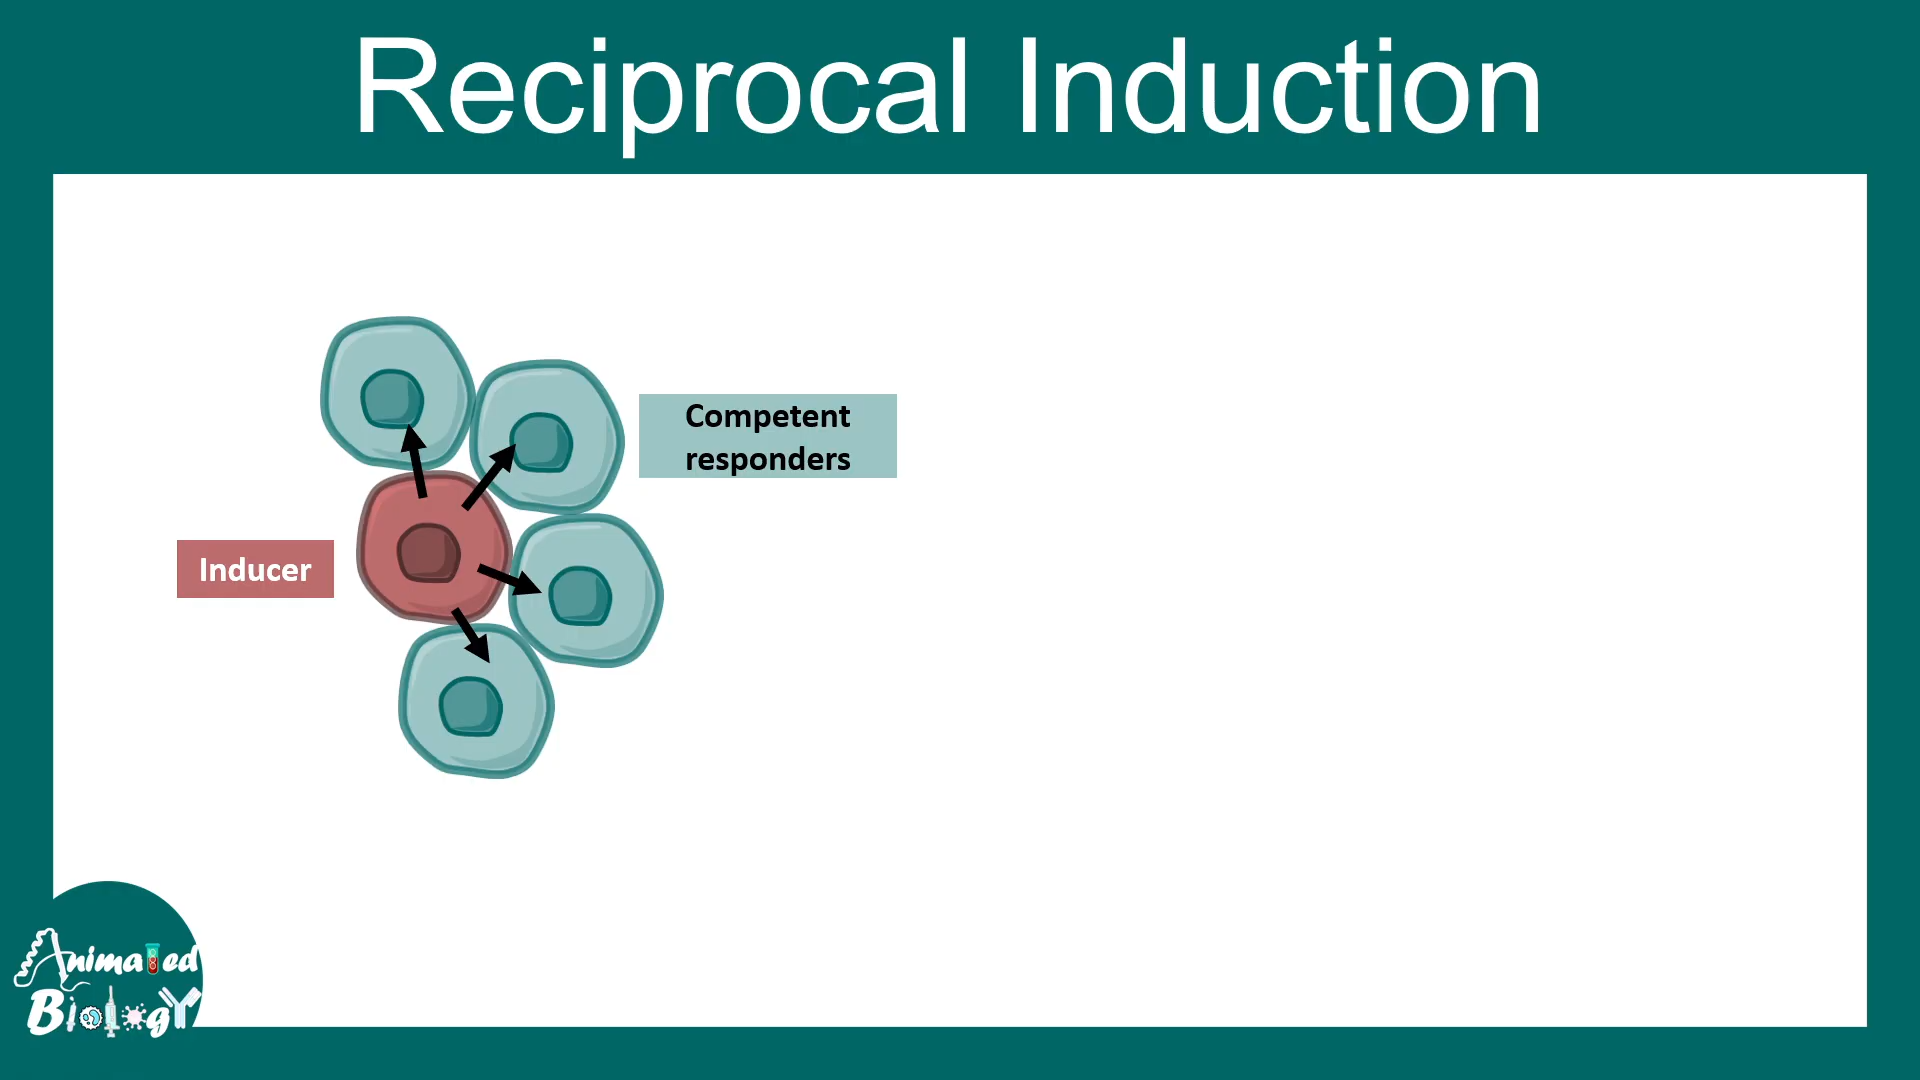 Reciprocal Induction
Competent
responders
Inducer
Animated
Biology